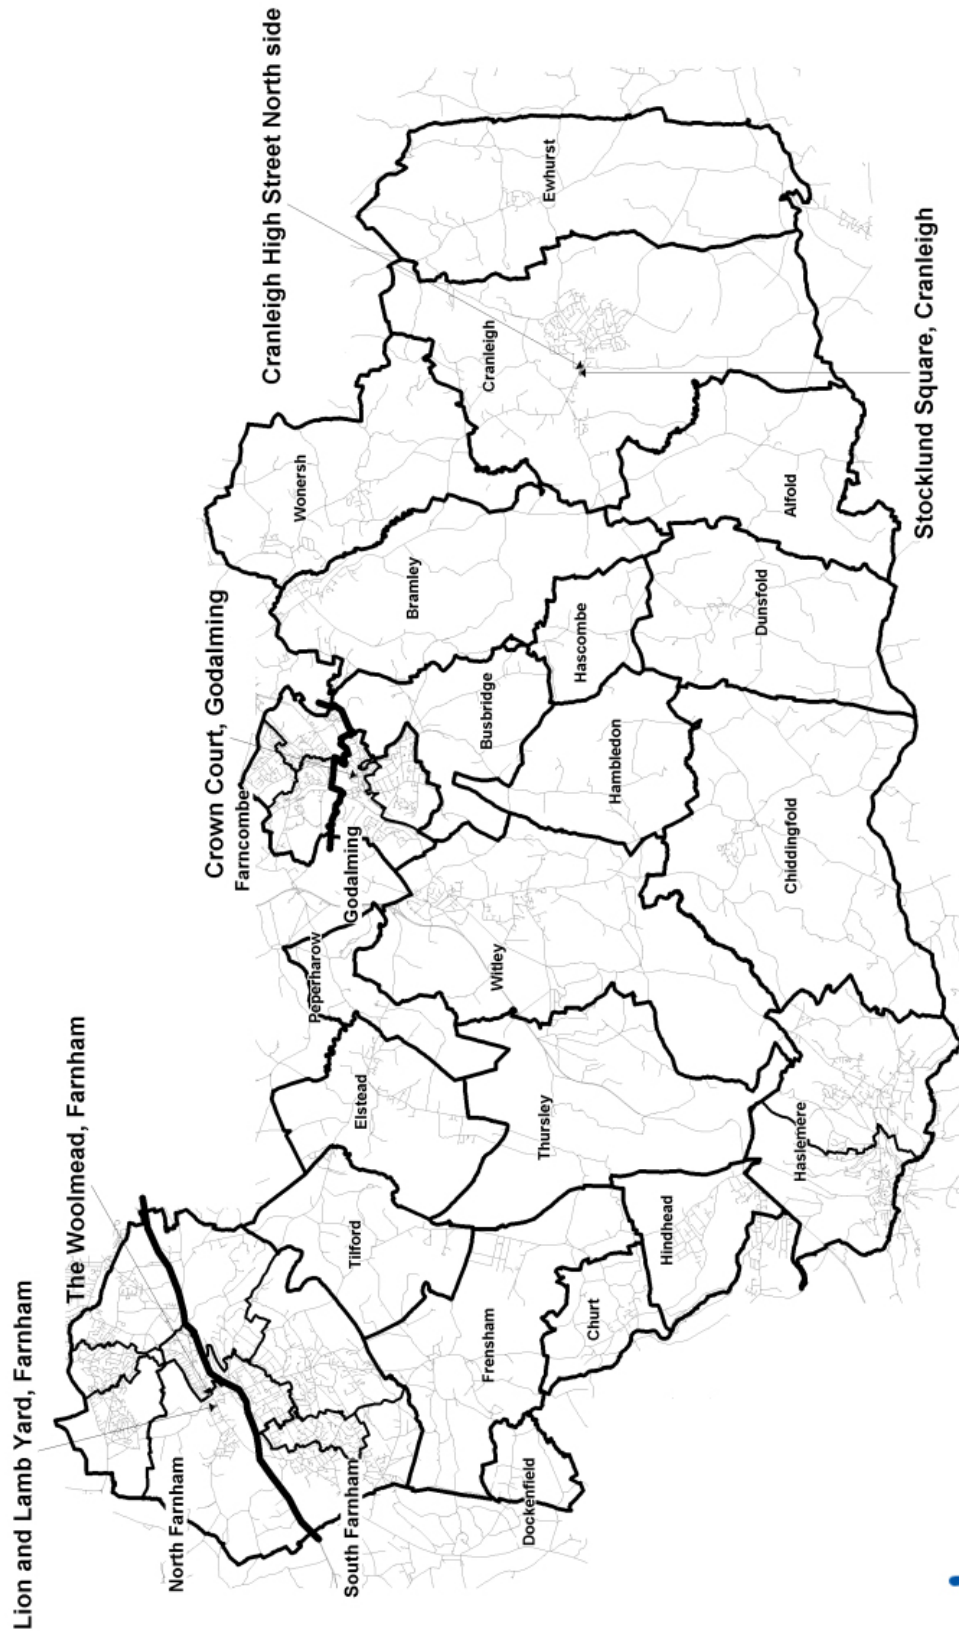 Lion and Lamb Yard, Farnham
The Woolmead, Farnham
Crown Court, Godalming
Cranleigh High Street North side
Stocklund Square, Cranleigh
North Farnham
South Farnham
Dockenfield
Frensham
Tilford
Churt
Hindhead
Elstead
Thursley
Haslemere
Peperharow
Witley
Godalming
Farncombe
Chiddingfold
Hambledon
Busbridge
Hascombe
Bramley
Dunsfold
Wonersh
Alfold
Cranleigh
Ewhurst